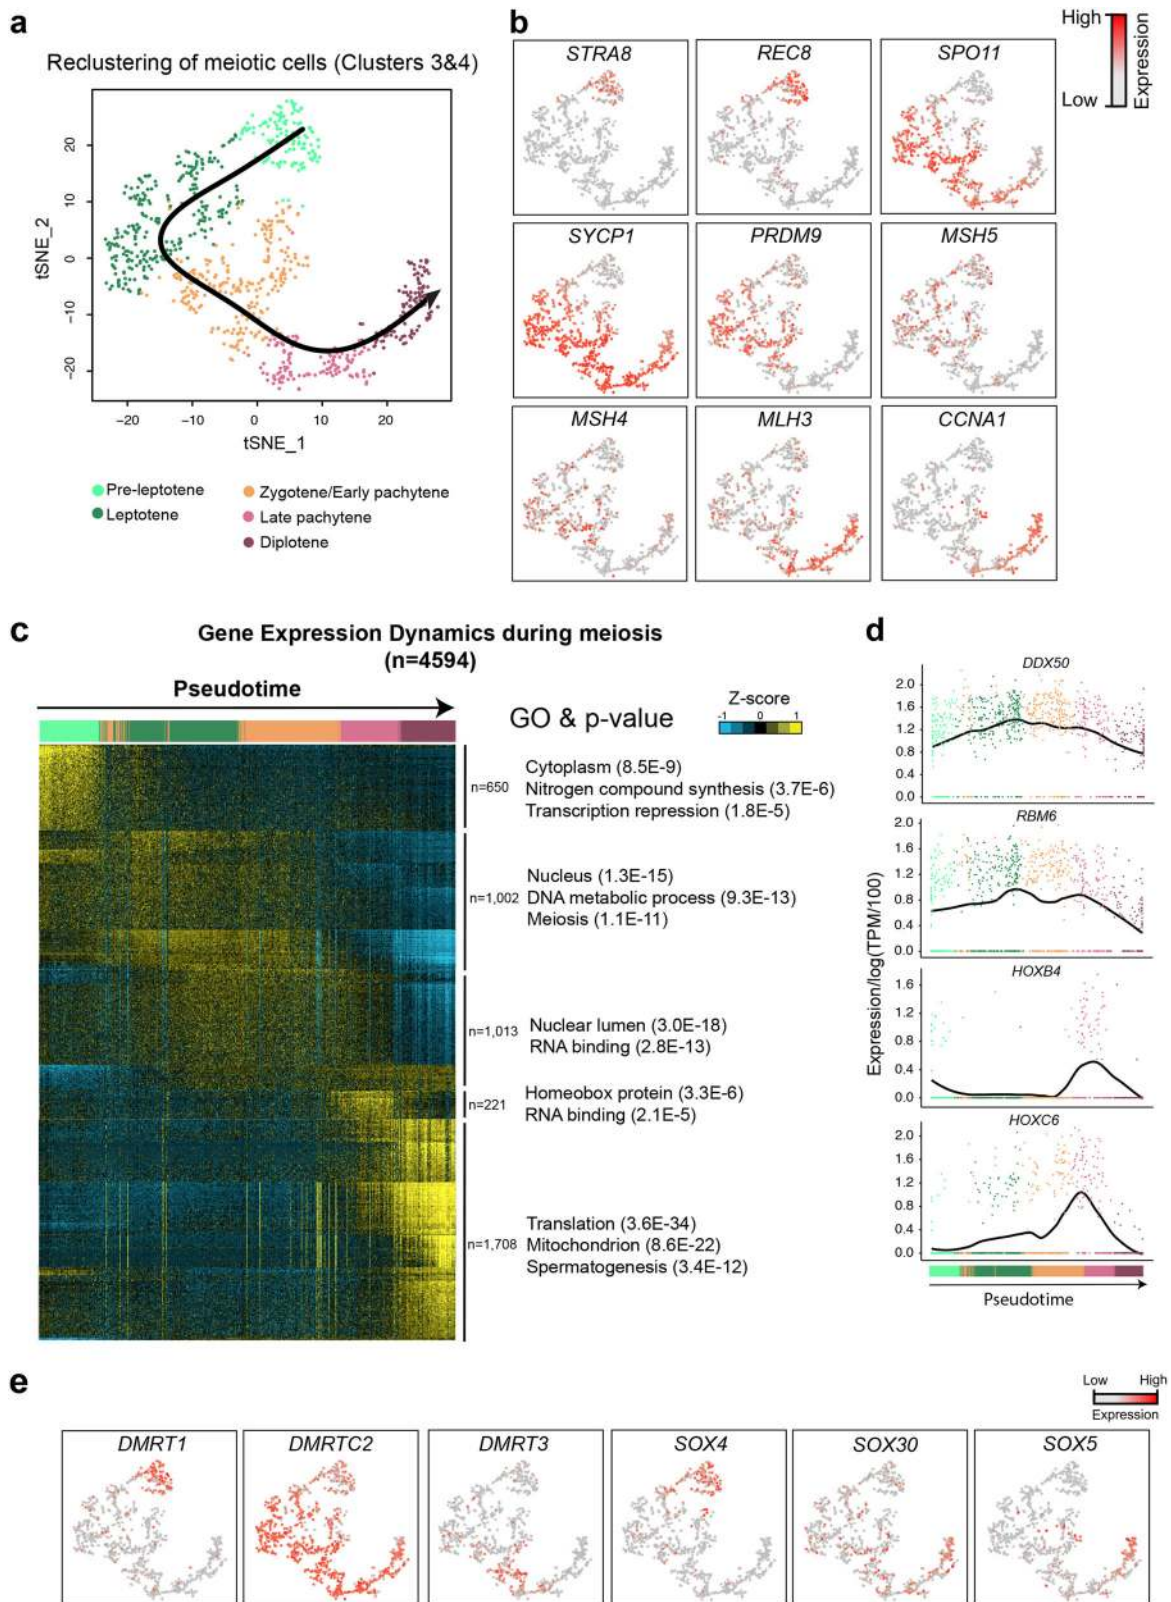 a
Reclustering of meiotic cells (Clusters 3&4)
tSNE_2
20
10
0
−10
−20
−20
−10
0
10
20
tSNE_1
Pre-leptotene
Leptotene
Zygotene/Early pachytene
Late pachytene
Diplotene
b
STRA8
REC8
SPO11
SYCP1
PRDM9
MSH5
MSH4
MLH3
CCNA1
High
Low
Expression
c
Gene Expression Dynamics during meiosis
(n=4594)
Pseudotime
GO & p-value
Z-score
-1 0 1
n=650
Cytoplasm (8.5E-9)
Nitrogen compound synthesis (3.7E-6)
Transcription repression (1.8E-5)
n=1,002
Nucleus (1.3E-15)
DNA metabolic process (9.3E-13)
Meiosis (1.1E-11)
n=1,013
Nuclear lumen (3.0E-18)
RNA binding (2.8E-13)
n=221
Homeobox protein (3.3E-6)
RNA binding (2.1E-5)
n=1,708
Translation (3.6E-34)
Mitochondrion (8.6E-22)
Spermatogenesis (3.4E-12)
d
Expression/log(TPM/100)
DDX50
2.0
1.6
1.2
0.8
0.4
0.0
RBM6
2.0
1.6
1.2
0.8
0.4
0.0
HOXB4
1.6
1.2
0.8
0.4
0.0
HOXC6
2.0
1.6
1.2
0.8
0.4
0.0
Pseudotime
e
Low High
Expression
DMRT1
DMRTC2
DMRT3
SOX4
SOX30
SOX5